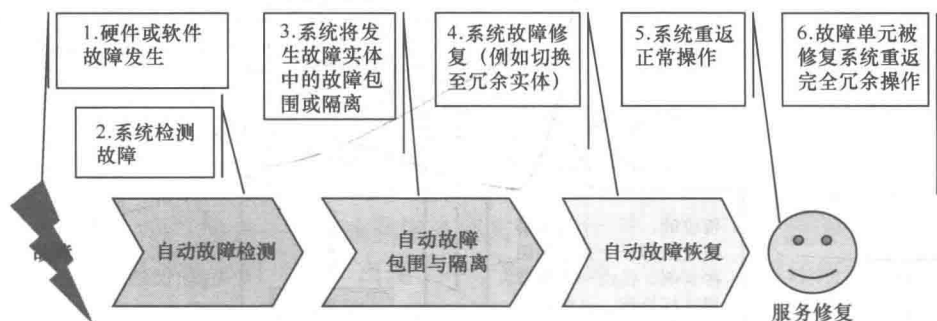 1.硬件或软件
故障发生
2.系统检测
故障
3.系统将发
生故障实体
中的故障包
围或隔离
4.系统故障修
复（例如切换
至冗余实体）
5.系统重返
正常操作
6.故障单元被
修复系统重返
完全冗余操作
故障
自动故障检测
自动故障
包围与隔离
自动故障恢复
服务修复